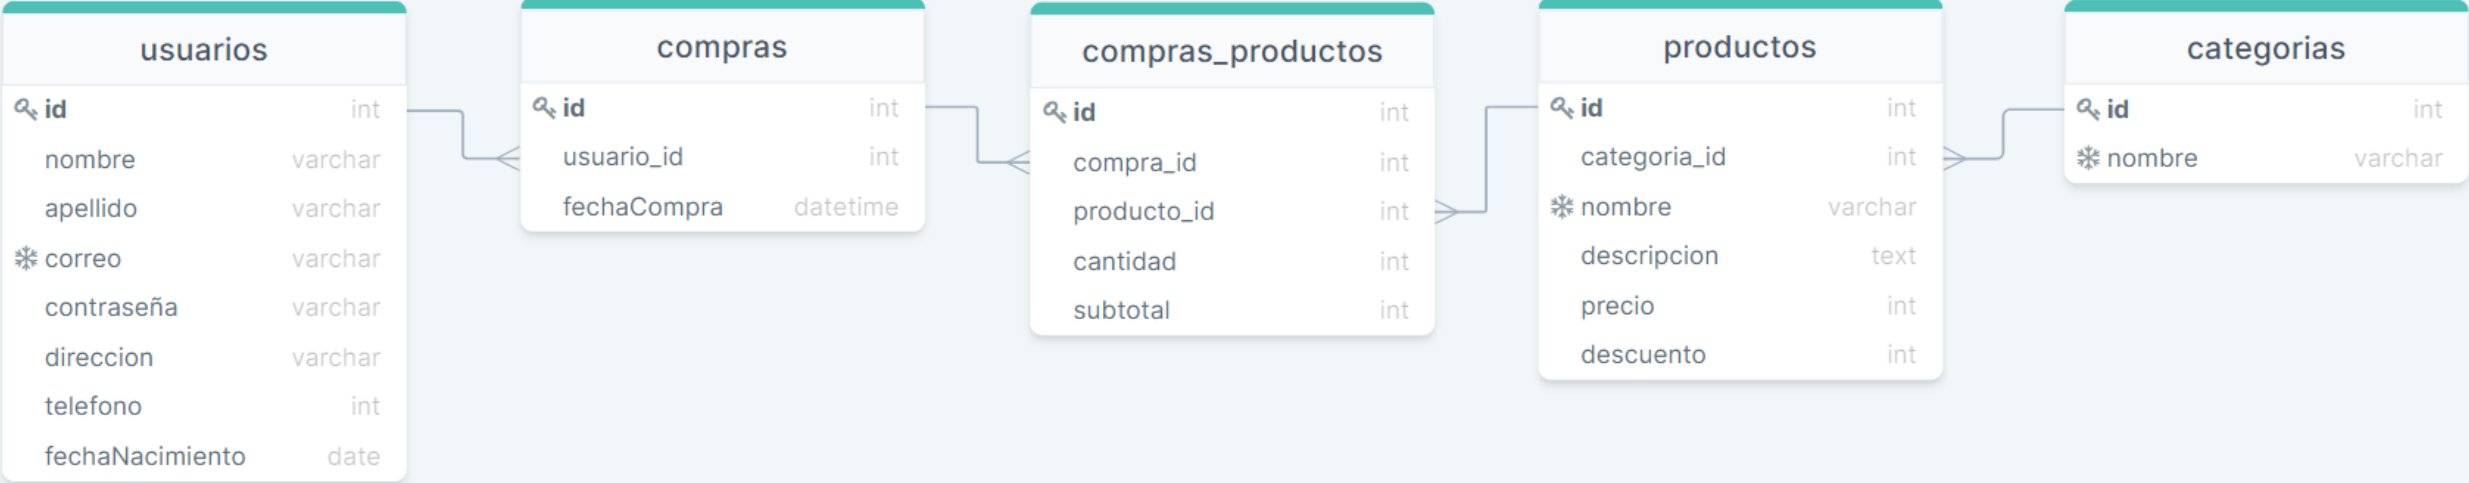 usuarios
id int
nombre varchar
apellido varchar
correo varchar
contraseña varchar
direccion varchar
telefono int
fechaNacimiento date
compras
id int
usuario_id int
fechaCompra datetime
compras_productos
id int
compra_id int
producto_id int
cantidad int
subtotal int
productos
id int
categoria_id int
nombre varchar
descripcion text
precio int
descuento int
categorias
id int
nombre varchar